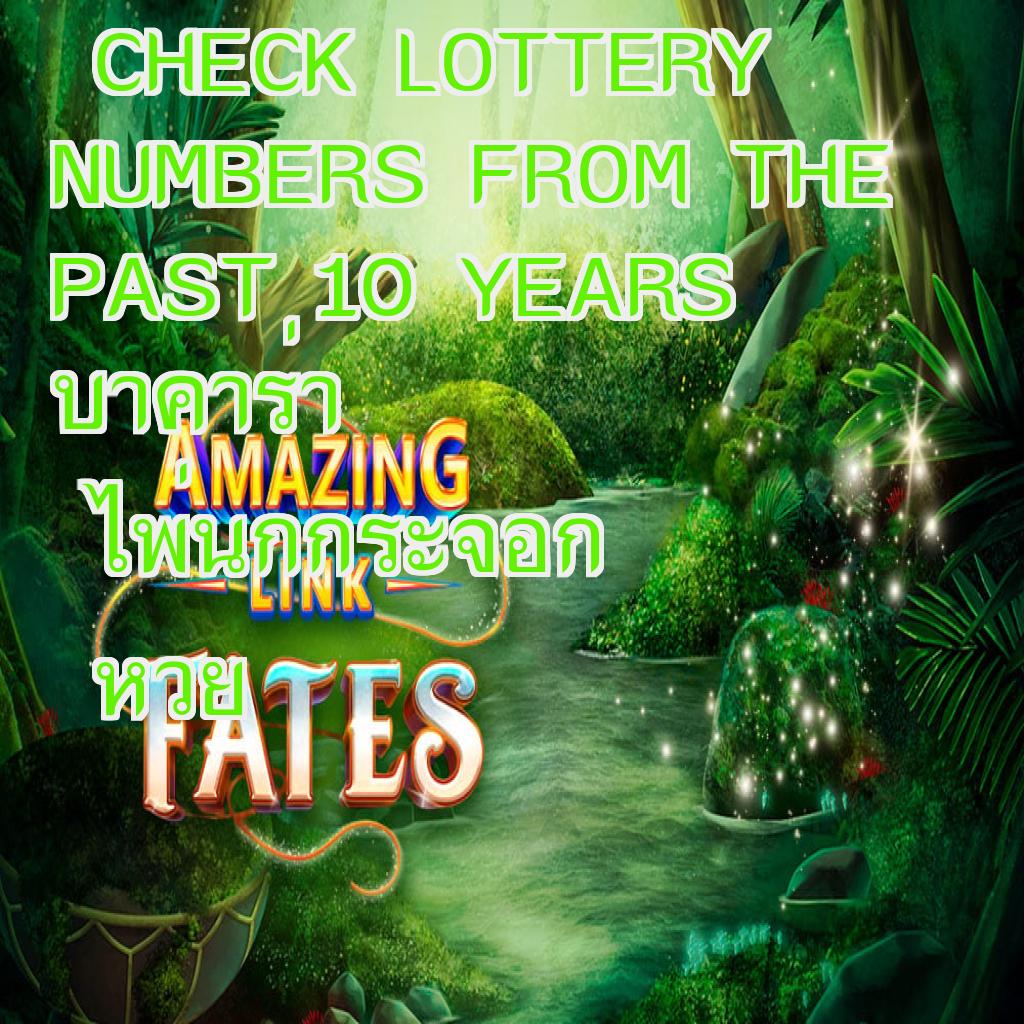 CHECK LOTTERY
NUMBERS FROM THE
PAST 10 YEARS
บาคาร่า
AMAZING
ไพ่นกกระจอก
LINK
หวย
FATES